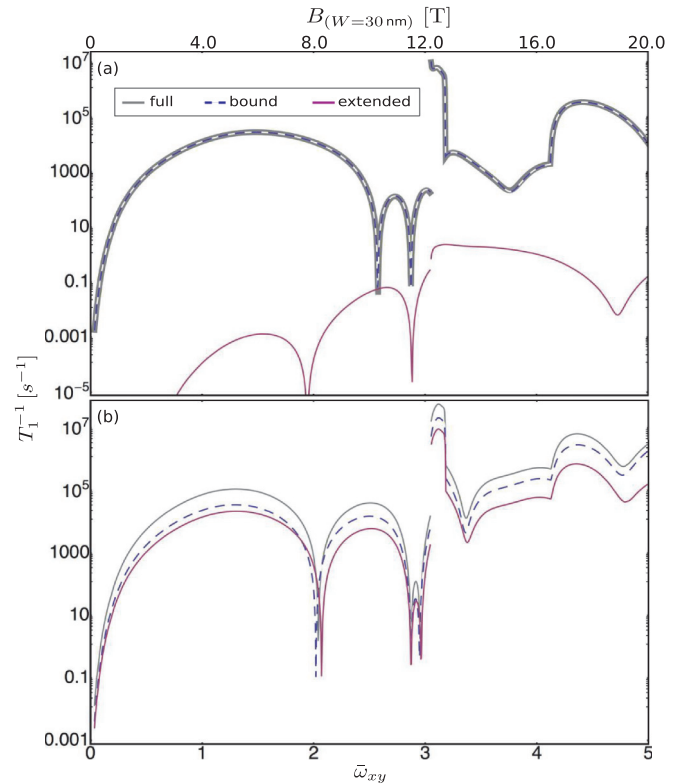 B_{(W=30 nm)} [T]
0 4.0 8.0 12.0 16.0 20.0
(a)
full bound extended
10^7
10^5
1000
10
0.1
0.001
10^{-5}
T_1^{-1} [s^{-1}]
(b)
10^7
10^5
1000
10
0.1
0.001
0 1 2 3 4 5
ω̄_{xy}